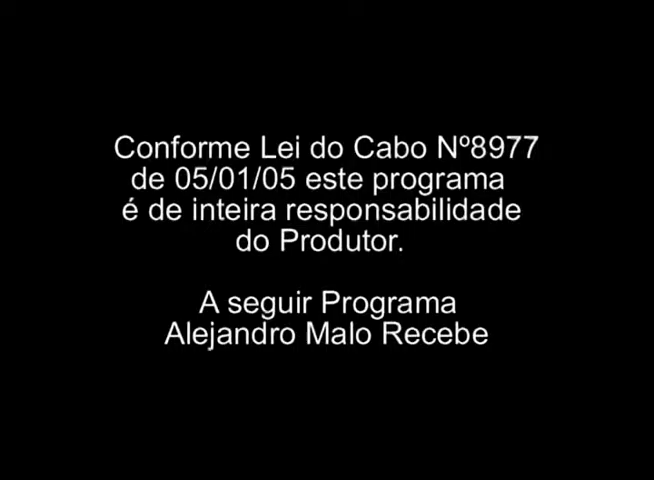 Conforme Lei do Cabo Nº8977
de 05/01/05 este programa
é de inteira responsabilidade
do Produtor.
A seguir Programa
Alejandro Malo Recebe